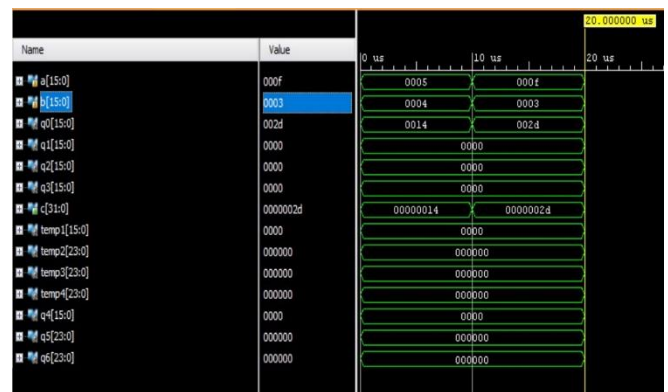 20.000000 us
Name Value
0 us 10 us 20 us
a[15:0] 000f 0005 000f
b[15:0] 0003 0004 0003
q0[15:0] 002d 0014 002d
q1[15:0] 0000 0000
q2[15:0] 0000 0000
q3[15:0] 0000 0000
c[31:0] 0000002d 00000014 0000002d
temp1[15:0] 0000 0000
temp2[23:0] 000000 000000
temp3[23:0] 000000 000000
temp4[23:0] 000000 000000
q4[15:0] 0000 0000
q5[23:0] 000000 000000
q6[23:0] 000000 000000